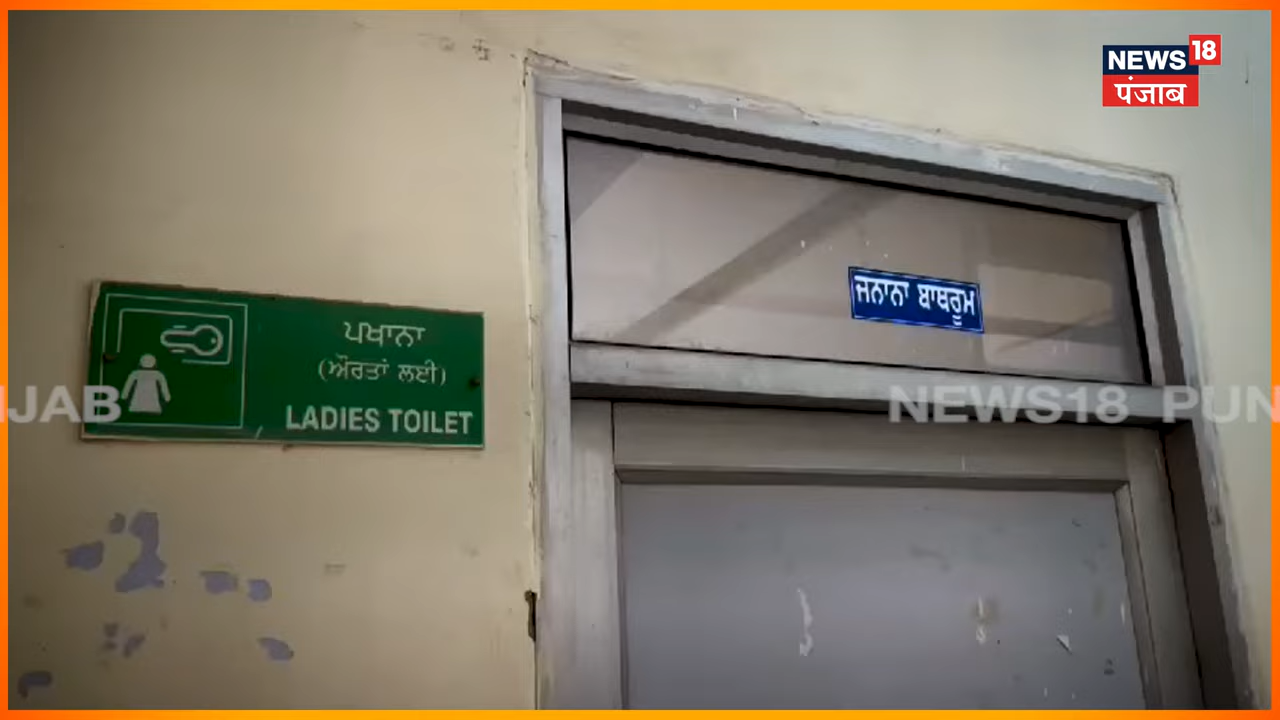 NEWS 18
पंजाब
ਪਖਾਨਾ
(ਔਰਤਾਂ ਲਈ)
LADIES TOILET
ਜਨਾਨਾ ਬਾਥਰੂਮ
NJAB
NEWS18 PUN